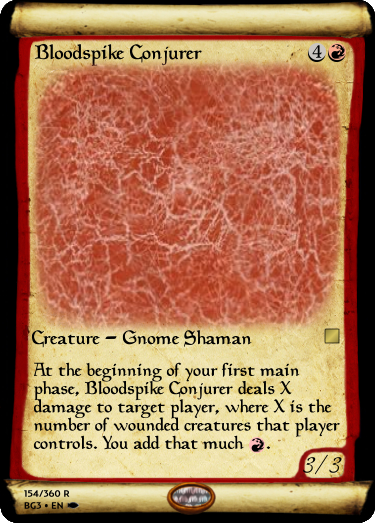 Bloodspike Conjurer 4
Creature – Gnome Shaman
At the beginning of your first main
phase, Bloodspike Conjurer deals X
damage to target player, where X is the
number of wounded creatures that player
controls. You add that much .
3/3
154/360 R
BG3 • EN